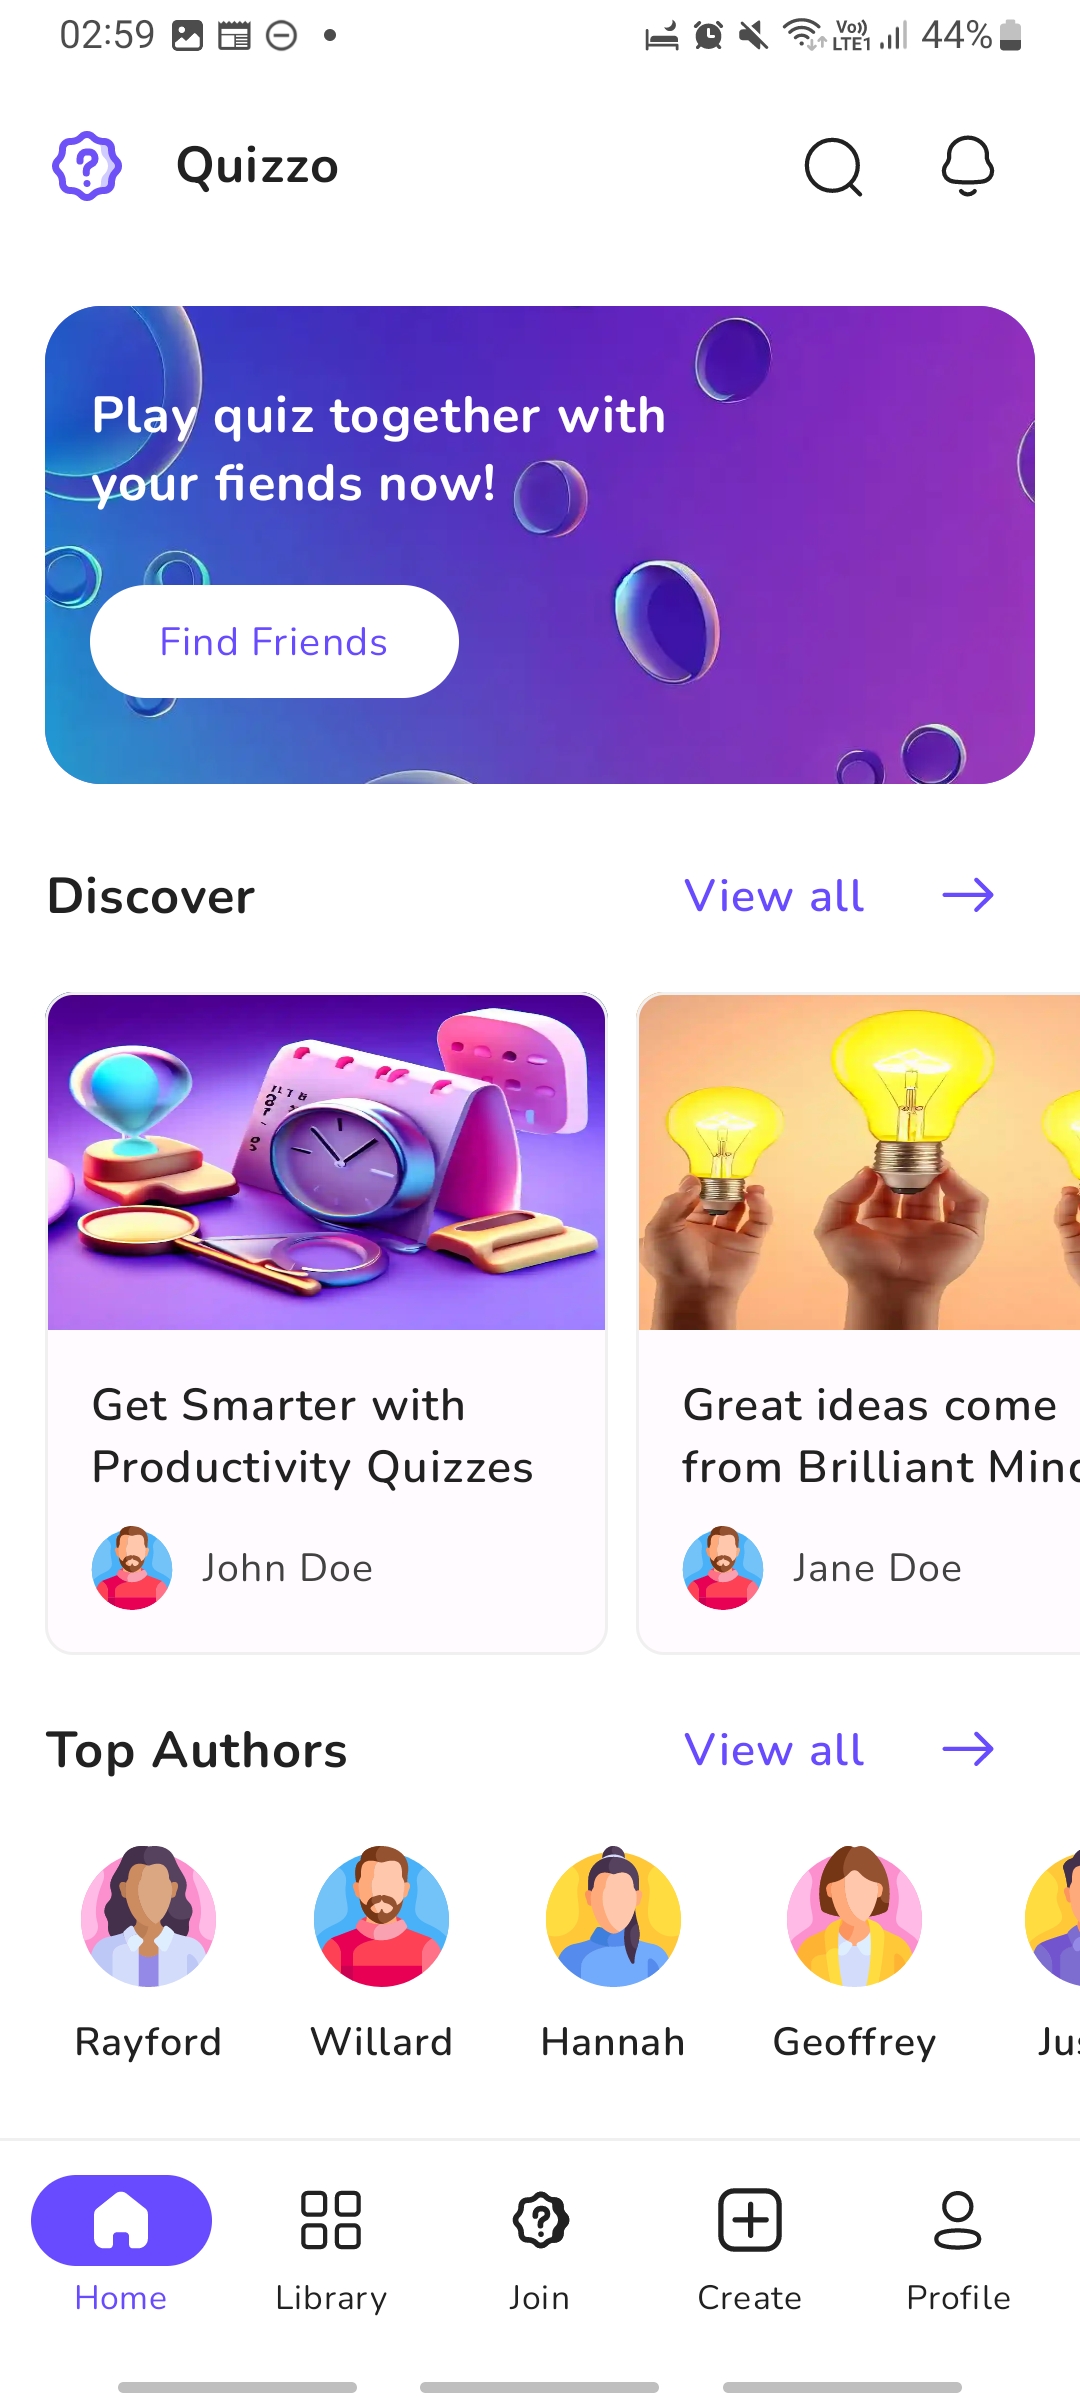 02:59
Vo)) LTE1 44%
Quizzo
Play quiz together with
your fiends now!
Find Friends
Discover
View all
Get Smarter with
Productivity Quizzes
John Doe
Great ideas come
from Brilliant
Jane Doe
Top Authors
View all
Rayford
Willard
Hannah
Geoffrey
Home
Library
Join
Create
Profile